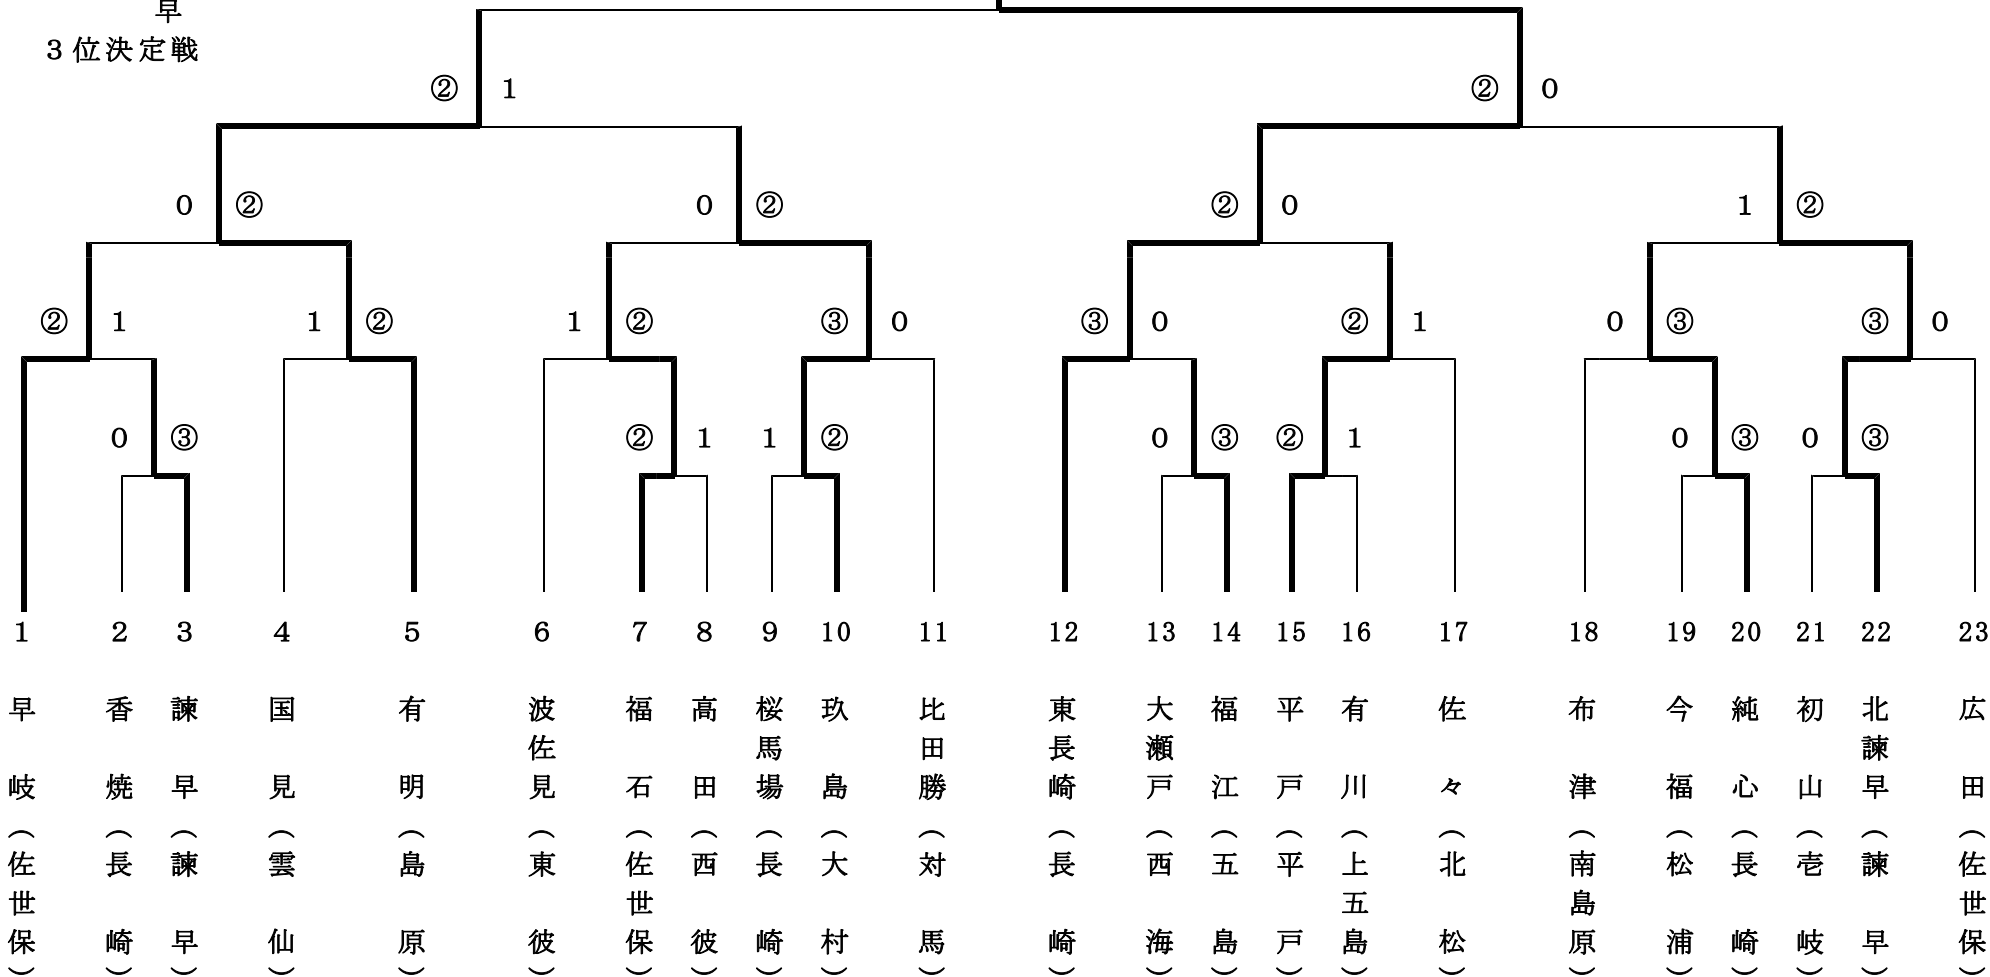 早
3位決定戦
② 1 ② 0
0 ② 0 ② ② 0 1 ②
② 1 1 ② 1 ② ③ 0 ③ 0 ② 1 0 ③ ③ 0
0 ③ ② 1 1 ② 0 ③ ② 1 0 ③ 0 ③
1 2 3 4 5 6 7 8 9 10 11 12 13 14 15 16 17 18 19 20 21 22 23
早岐(佐世保)
香焼(長崎)
諫早(諫早)
国見(雲仙)
有明(島原)
波佐見(東彼)
福石(佐世保)
高田(西彼)
桜馬場(長崎)
玖島(大村)
比田勝(対馬)
東長崎(長崎)
大瀬戸(西海)
福江(五島)
平戸(平戸)
有川(上五島)
佐々(北松)
布津(南島原)
今福(松浦)
純心(長崎)
初山(壱岐)
北諫早(諫早)
広田(佐世保)